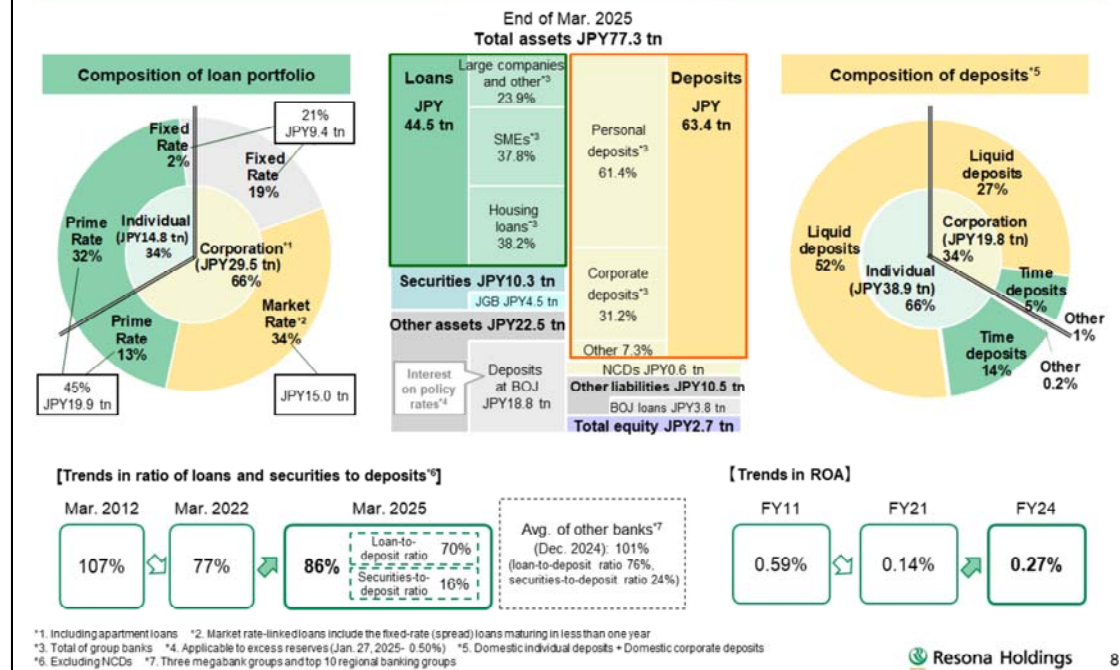 End of Mar. 2025
Total assets JPY77.3 tn
Composition of loan portfolio
21%
JPY9.4 tn
Fixed
Rate
2%
Fixed
Rate
19%
Prime
Rate
32%
Individual
(JPY14.8 tn)
34%
Corporation*1
(JPY29.5 tn)
66%
Market
Rate*2
34%
Prime
Rate
13%
45%
JPY19.9 tn
JPY15.0 tn
Loans
JPY
44.5 tn
Large companies
and other*3
23.9%
SMEs*3
37.8%
Housing
loans*3
38.2%
Securities JPY10.3 tn
JGB JPY4.5 tn
Other assets JPY22.5 tn
Interest
on policy
rates*4
Deposits
at BOJ
JPY18.8 tn
Personal
deposits*3
61.4%
Deposits
JPY
63.4 tn
Corporate
deposits*3
31.2%
Other 7.3%
NCDs JPY0.6 tn
Other liabilities JPY10.5 tn
BOJ loans JPY3.8 tn
Total equity JPY2.7 tn
Composition of deposits*5
Liquid
deposits
27%
Corporation
(JPY19.8 tn)
34%
Liquid
deposits
52%
Individual
(JPY38.9 tn)
66%
Time
deposits
5%
Other
1%
Time
deposits
14%
Other
0.2%
[Trends in ratio of loans and securities to deposits*6]
Mar. 2012
Mar. 2022
Mar. 2025
107%
77%
86%
Loan-to-
deposit ratio
70%
Securities-to-
deposit ratio
16%
Avg. of other banks*7
(Dec. 2024): 101%
(loan-to-deposit ratio 76%,
securities-to-deposit ratio 24%)
【Trends in ROA】
FY11
FY21
FY24
0.59%
0.14%
0.27%
*1. Including apartment loans *2. Market rate-linked loans include the fixed-rate (spread) loans maturing in less than one year
*3. Total of group banks *4. Applicable to excess reserves (Jan. 27, 2025- 0.50%) *5. Domestic individual deposits + Domestic corporate deposits
*6. Excluding NCDs *7. Three megabank groups and top 10 regional banking groups
Resona Holdings
8